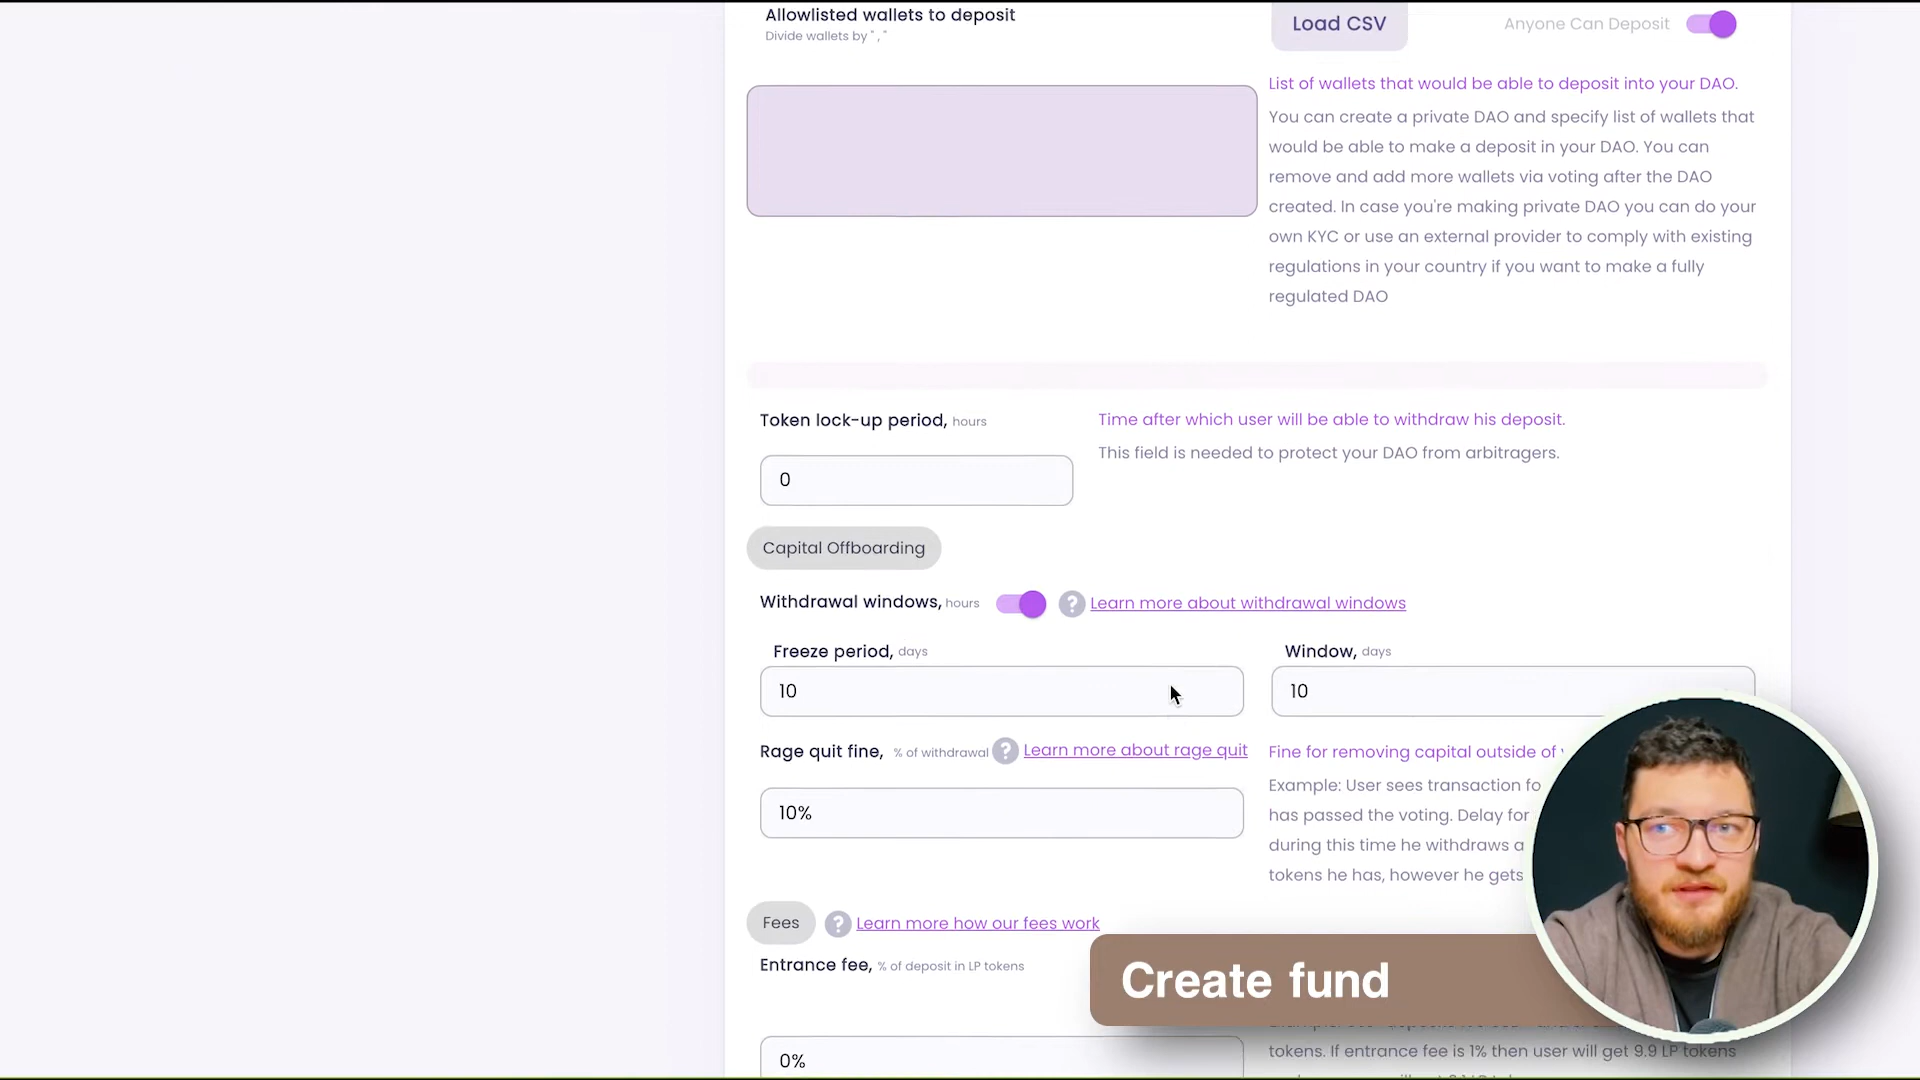 Allowlisted wallets to deposit
Divide wallets by " , "
Load CSV
Anyone Can Deposit
List of wallets that would be able to deposit into your DAO.
You can create a private DAO and specify list of wallets that
would be able to make a deposit in your DAO. You can
remove and add more wallets via voting after the DAO
created. In case you're making private DAO you can do your
own KYC or use an external provider to comply with existing
regulations in your country if you want to make a fully
regulated DAO
Token lock-up period, hours
Time after which user will be able to withdraw his deposit.
This field is needed to protect your DAO from arbitragers.
0
Capital Offboarding
Withdrawal windows, hours
? Learn more about withdrawal windows
Freeze period, days
Window, days
10
10
Rage quit fine, % of withdrawal
? Learn more about rage quit
Fine for removing capital outside of
Example: User sees transaction fo
has passed the voting. Delay for
during this time he withdraws a
tokens he has, however he gets
10%
Fees
? Learn more how our fees work
Entrance fee, % of deposit in LP tokens
Create fund
0%
tokens. If entrance fee is 1% then user will get 9.9 LP tokens